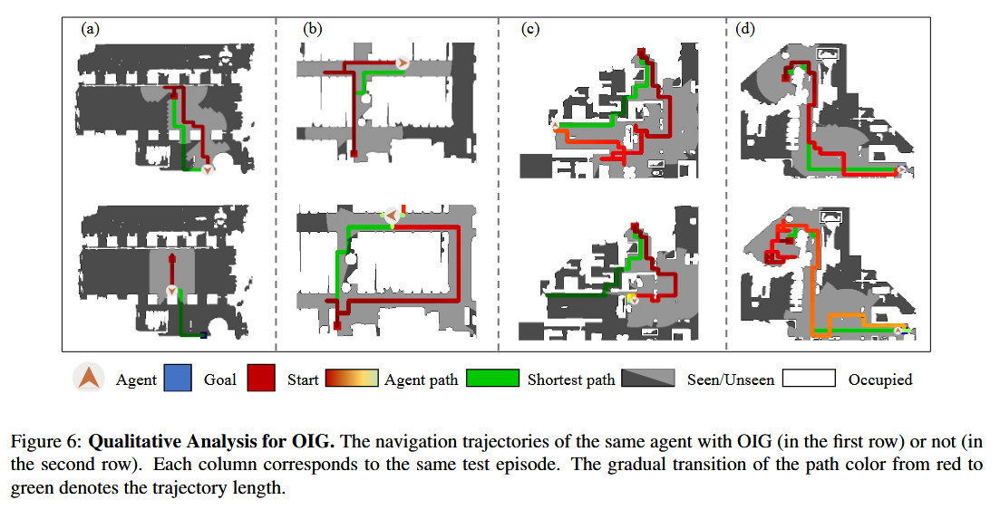 (a) (b) (c) (d)
Agent Goal Start Agent path Shortest path Seen/Unseen Occupied
Figure 6: Qualitative Analysis for OIG. The navigation trajectories of the same agent with OIG (in the first row) or not (in
the second row). Each column corresponds to the same test episode. The gradual transition of the path color from red to
green denotes the trajectory length.